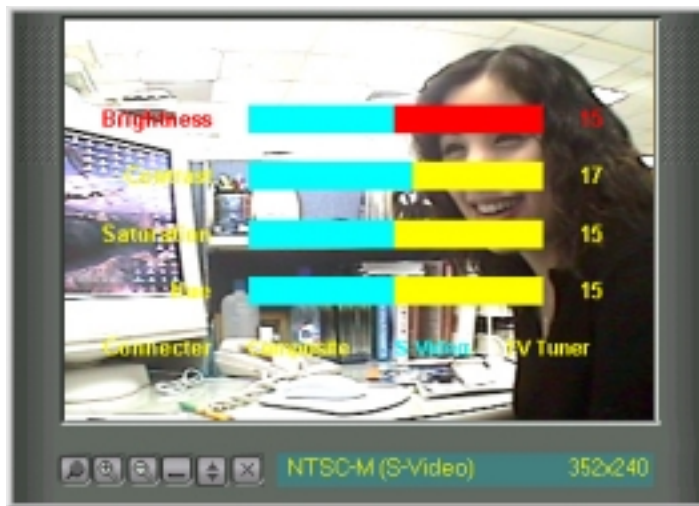 Brightness 15
Contrast 17
Saturation 15
Hue 15
Connecter Composite S-Video TV Tuner
NTSC-M (S-Video) 352x240